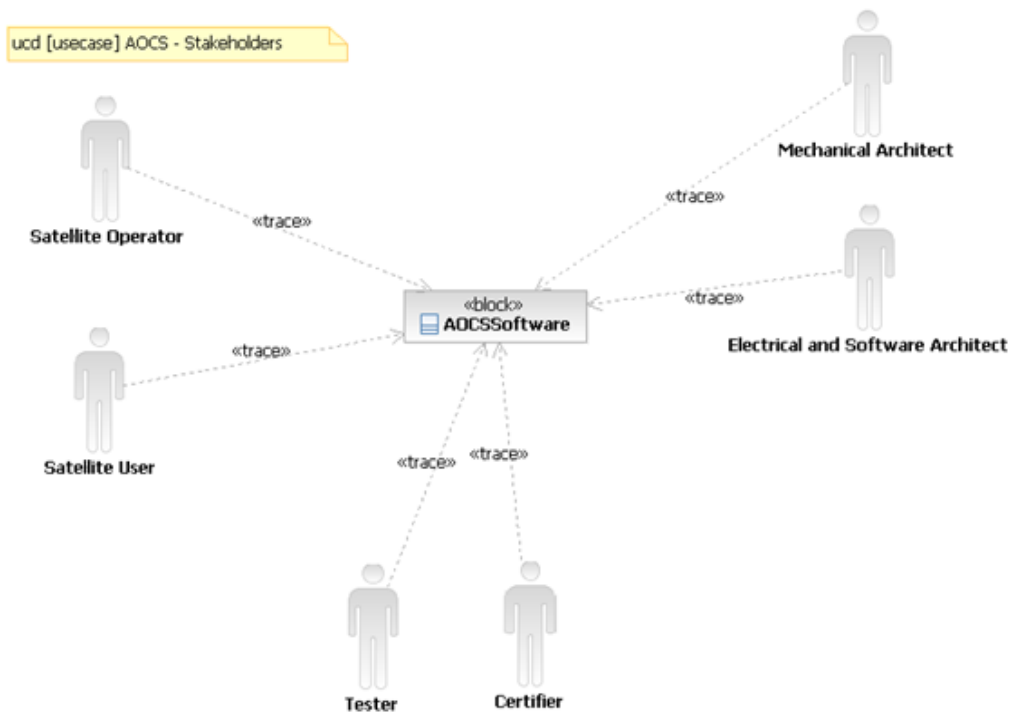 ucd [usecase] AOCS - Stakeholders
Mechanical Architect
«trace»
Satellite Operator
«trace»
«block»
AOCSSoftware
«trace»
Electrical and Software Architect
«trace»
Satellite User
«trace»
«trace»
Tester
Certifier